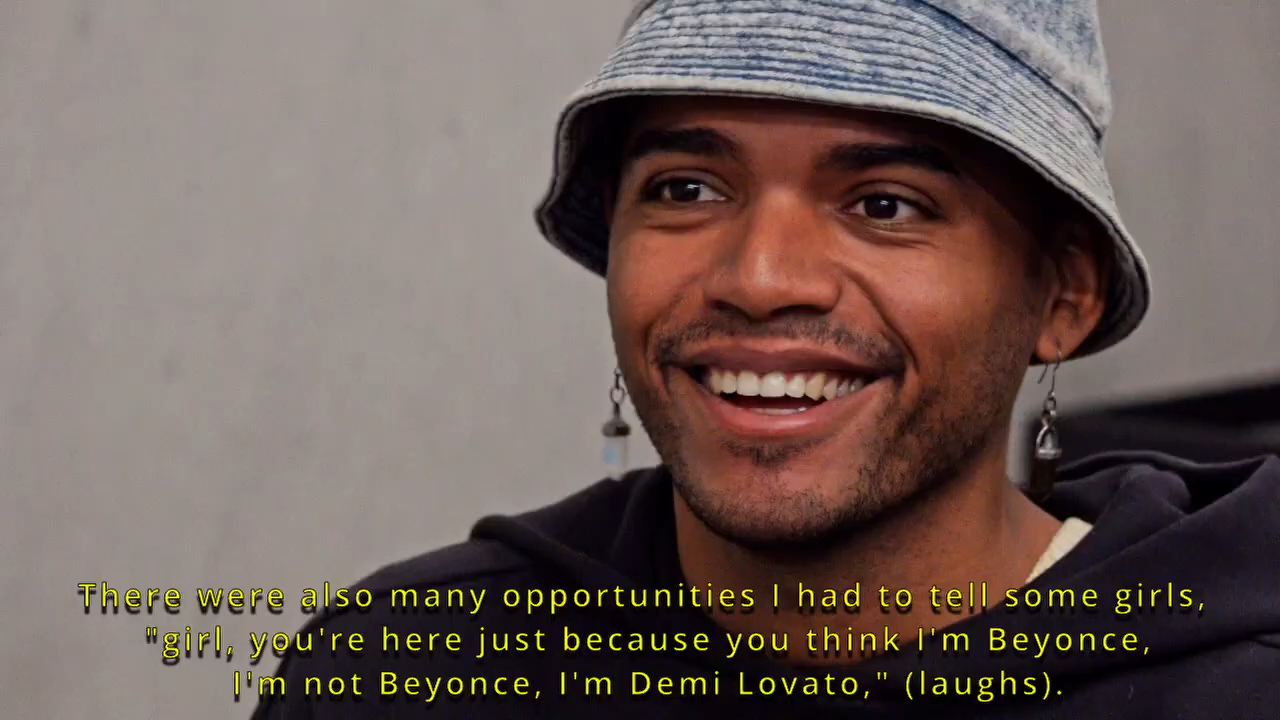 There were also many opportunities I had to tell some girls,
"girl, you're here just because you think I'm Beyonce,
I'm not Beyonce, I'm Demi Lovato," (laughs).